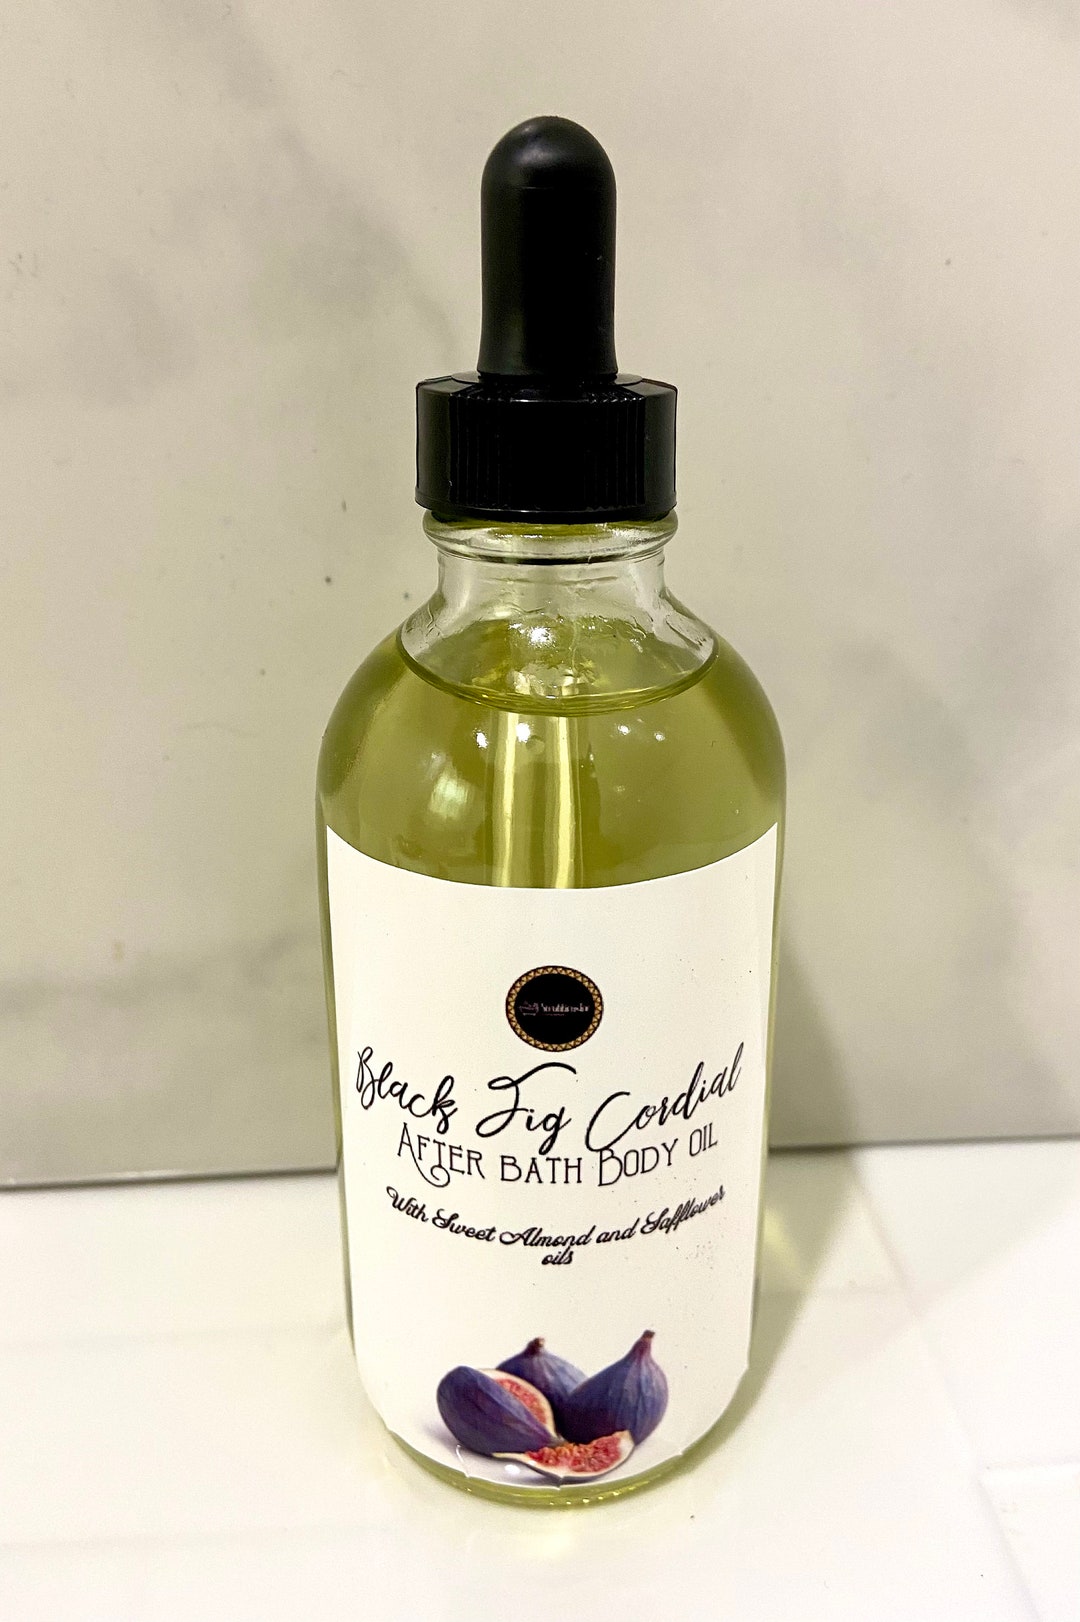 Black Fig Cordial
After Bath Body Oil
With Sweet Almond and Safflower
oils